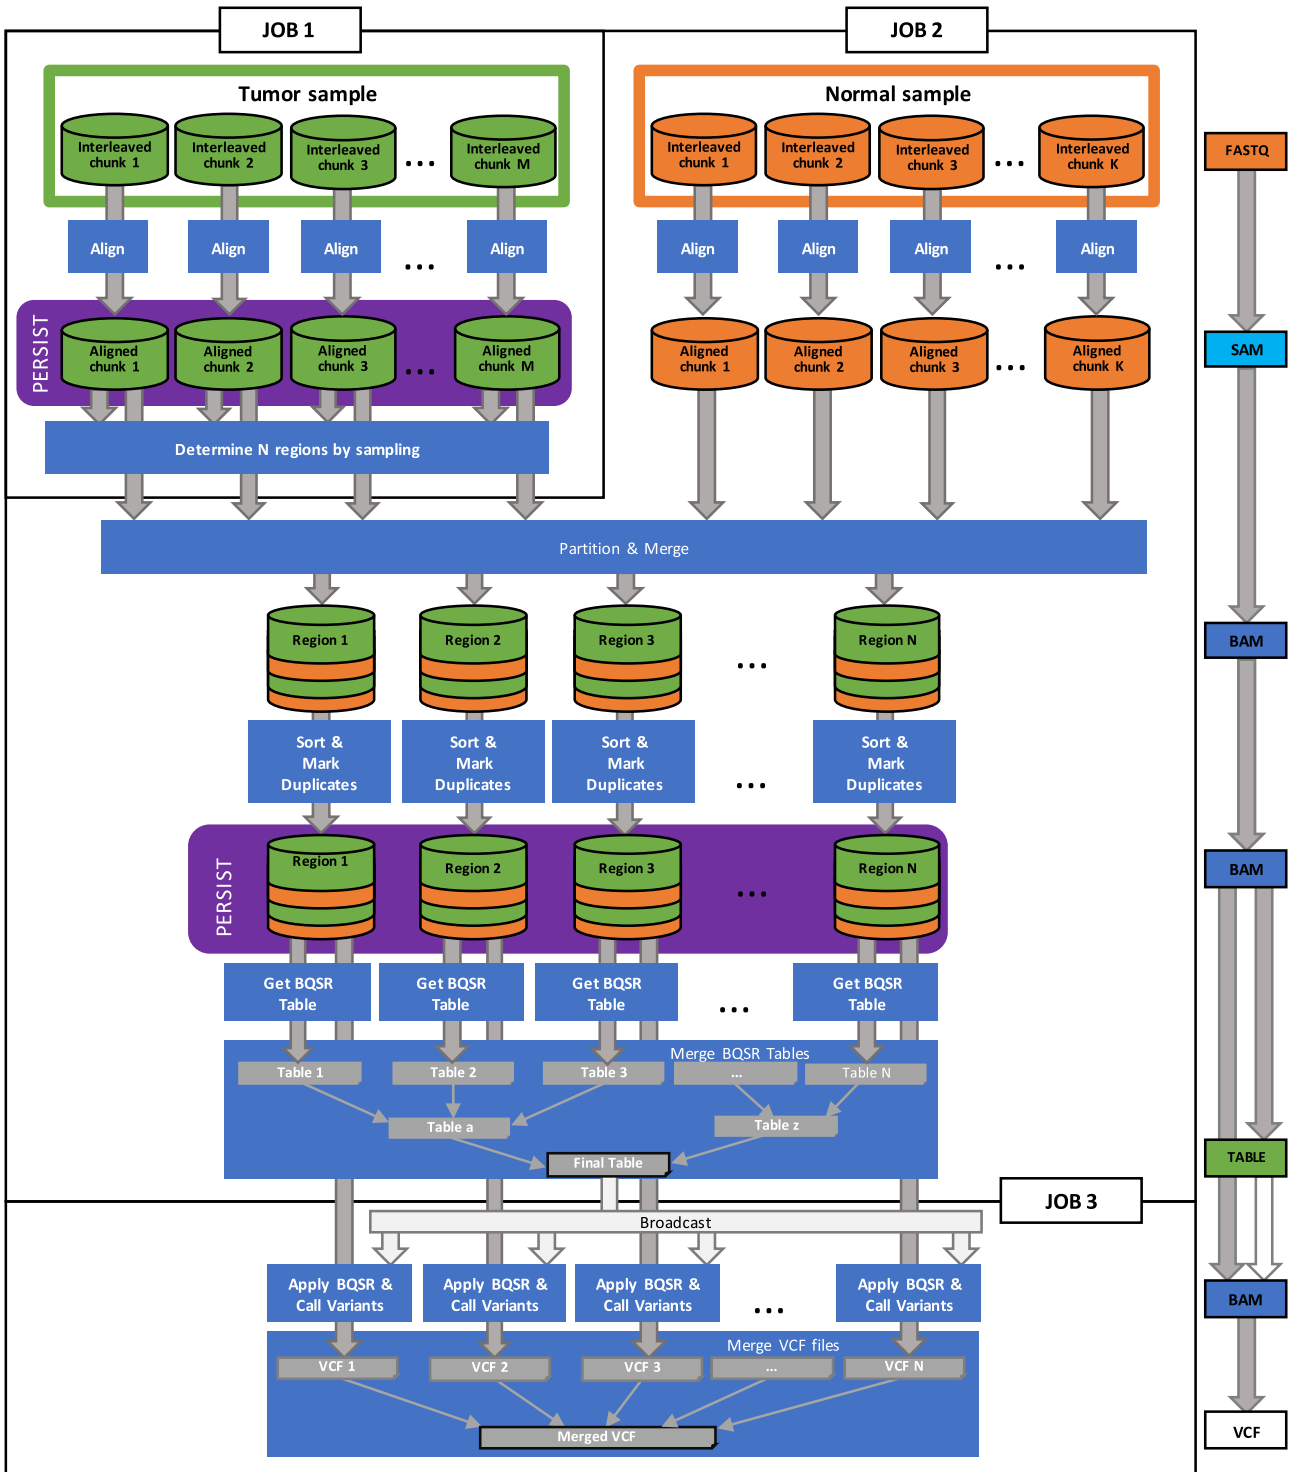 JOB 1
JOB 2
Tumor sample
Normal sample
Interleaved
chunk 1
Interleaved
chunk 2
Interleaved
chunk 3
...
Interleaved
chunk M
Interleaved
chunk 1
Interleaved
chunk 2
Interleaved
chunk 3
...
Interleaved
chunk K
FASTQ
Align
Align
Align
...
Align
Align
Align
Align
...
Align
PERSIST
Aligned
chunk 1
Aligned
chunk 2
Aligned
chunk 3
...
Aligned
chunk M
Aligned
chunk 1
Aligned
chunk 2
Aligned
chunk 3
...
Aligned
chunk K
SAM
Determine N regions by sampling
Partition & Merge
Region 1
Region 2
Region 3
...
Region N
BAM
Sort &
Mark
Duplicates
Sort &
Mark
Duplicates
Sort &
Mark
Duplicates
...
Sort &
Mark
Duplicates
PERSIST
Region 1
Region 2
Region 3
...
Region N
BAM
Get BQSR
Table
Get BQSR
Table
Get BQSR
Table
...
Get BQSR
Table
Merge BQSR Tables
Table 1
Table 2
Table 3
...
Table N
Table a
Table z
Final Table
TABLE
JOB 3
Broadcast
Apply BQSR &
Call Variants
Apply BQSR &
Call Variants
Apply BQSR &
Call Variants
...
Apply BQSR &
Call Variants
BAM
Merge VCF files
VCF 1
VCF 2
VCF 3
...
VCF N
Merged VCF
VCF